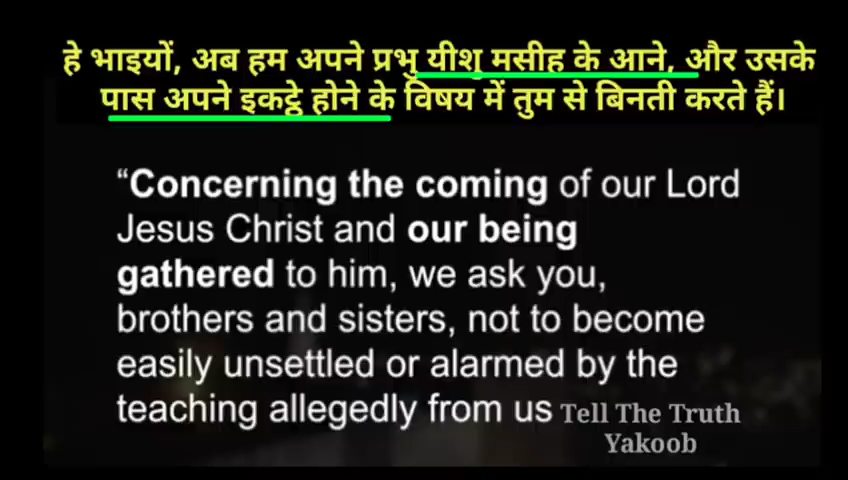 हे भाइयों, अब हम अपने प्रभु यीशु मसीह के आने, और उसके
पास अपने इकट्ठे होने के विषय में तुम से बिनती करते हैं।
“Concerning the coming of our Lord
Jesus Christ and our being
gathered to him, we ask you,
brothers and sisters, not to become
easily unsettled or alarmed by the
teaching allegedly from us
Tell The Truth
Yakoob